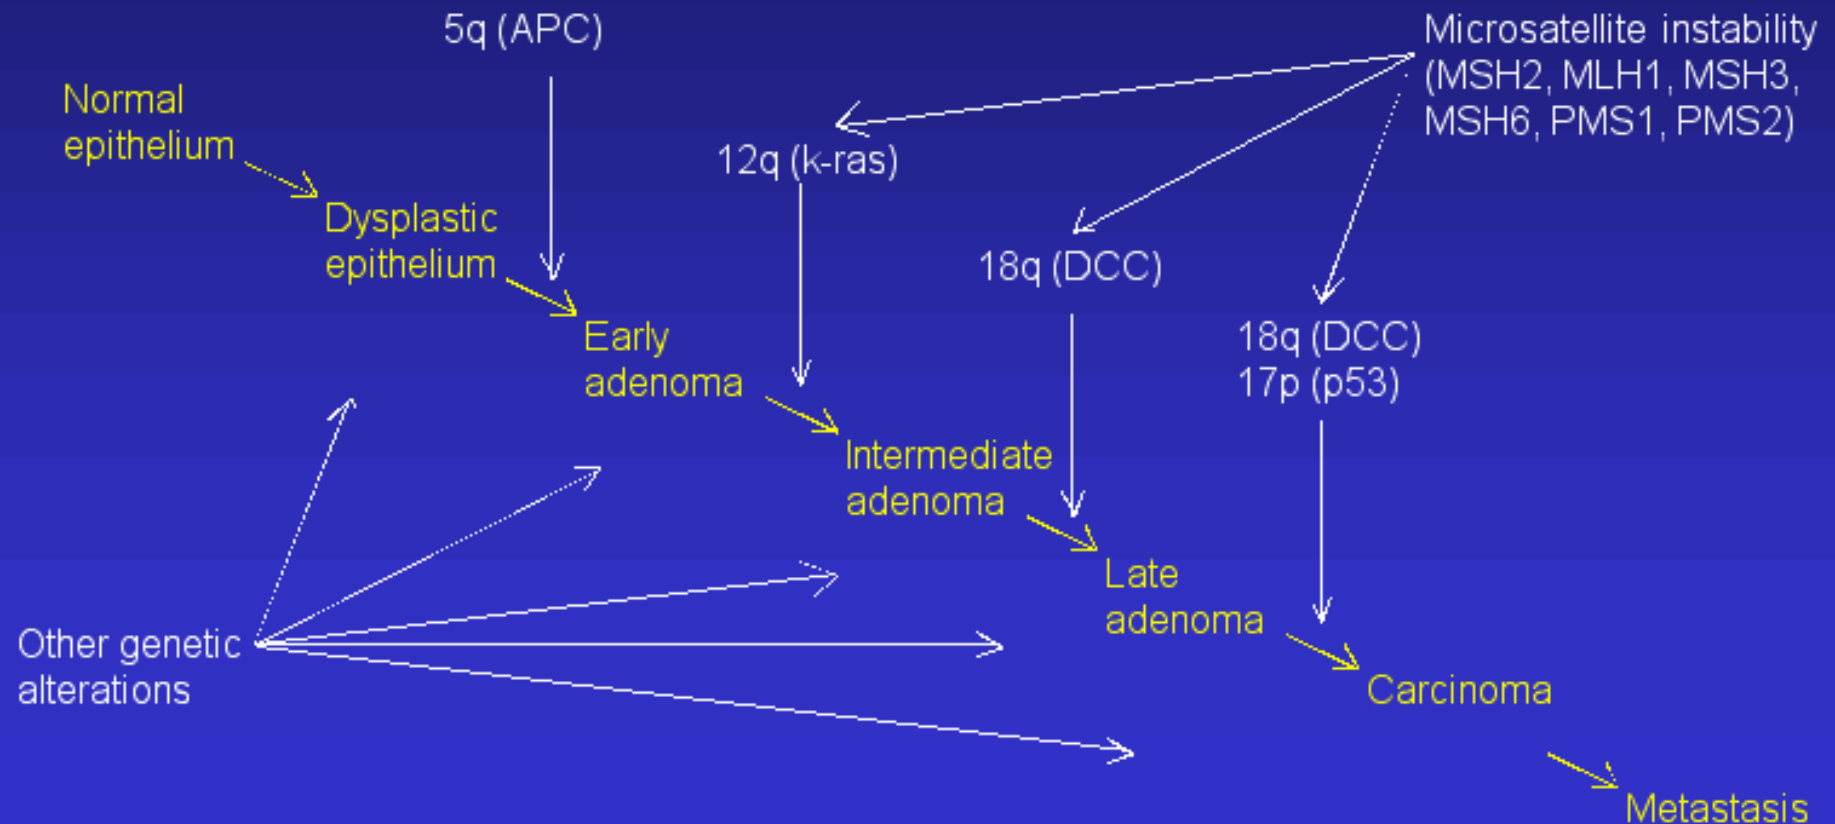 5q (APC)
Microsatellite instability
(MSH2, MLH1, MSH3,
MSH6, PMS1, PMS2)
Normal
epithelium
12q (k-ras)
Dysplastic
epithelium
18q (DCC)
Early
adenoma
18q (DCC)
17p (p53)
Intermediate
adenoma
Late
adenoma
Other genetic
alterations
Carcinoma
Metastasis